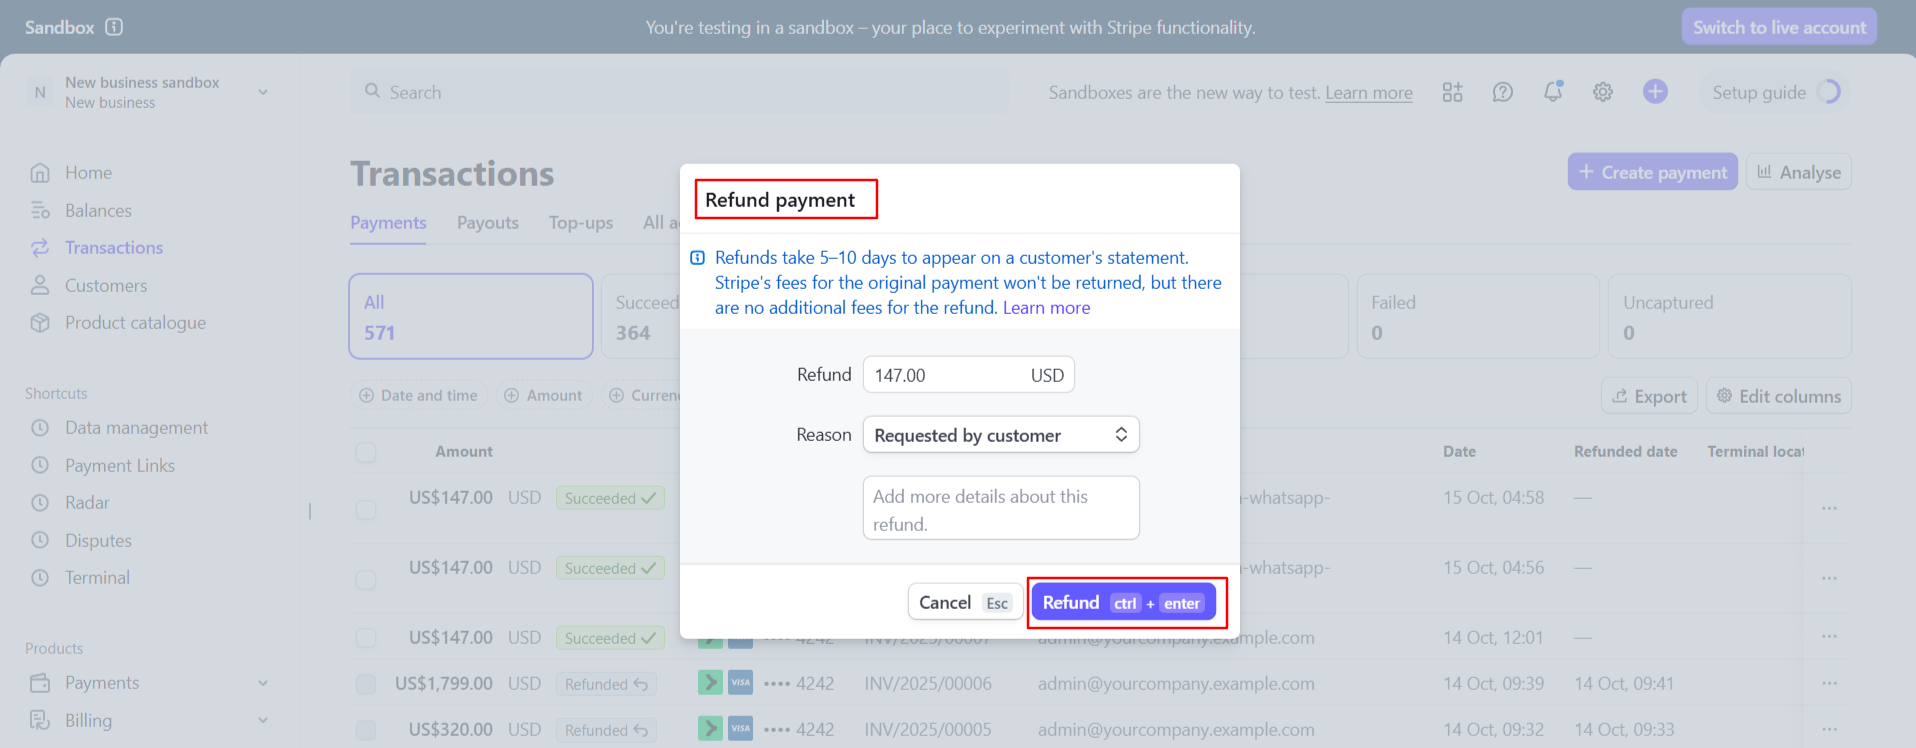 Sandbox
You're testing in a sandbox – your place to experiment with Stripe functionality.
Switch to live account
N
New business sandbox
New business
Search
Sandboxes are the new way to test. Learn more
Setup guide
Home
Balances
Transactions
Customers
Product catalogue
Shortcuts
Data management
Payment Links
Radar
Disputes
Terminal
Products
Payments
Billing
Transactions
Create payment
Analyse
Payments Payouts Top-ups All
All
571
Succeed
364
Failed
0
Uncaptured
0
Date and time
Amount
Export
Edit columns
Amount
Date
Refunded date
Terminal
US$147.00 USD Succeeded
-whatsapp-
15 Oct, 04:58 —
US$147.00 USD Succeeded
-whatsapp-
15 Oct, 04:56 —
US$147.00 USD Succeeded
•••• 4242 INV/2025/00007 admin@yourcompany.example.com 14 Oct, 12:01 —
US$1,799.00 USD Refunded VISA •••• 4242 INV/2025/00006 admin@yourcompany.example.com 14 Oct, 09:39 14 Oct, 09:41
US$320.00 USD Refunded VISA •••• 4242 INV/2025/00005 admin@yourcompany.example.com 14 Oct, 09:32 14 Oct, 09:33
Refund payment
Refunds take 5–10 days to appear on a customer's statement.
Stripe's fees for the original payment won't be returned, but there
are no additional fees for the refund. Learn more
Refund 147.00 USD
Reason Requested by customer
Add more details about this
refund.
Cancel Esc
Refund ctrl + enter